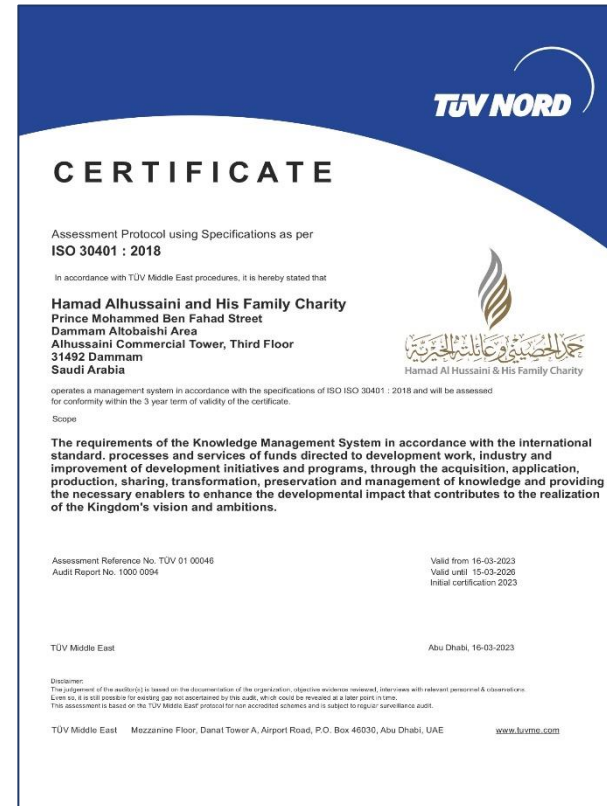 TÜV NORD
CERTIFICATE
Assessment Protocol using Specifications as per
ISO 30401 : 2018
In accordance with TÜV Middle East procedures, it is hereby stated that
Hamad Alhussaini and His Family Charity
Prince Mohammed Ben Fahad Street
Dammam Altobaishi Area
Alhussaini Commercial Tower, Third Floor
31492 Dammam
Saudi Arabia
حمد الحصيني وعائلته الخيرية
Hamad Al Hussaini & His Family Charity
operates a management system in accordance with the specifications of ISO ISO 30401 : 2018 and will be assessed
for conformity within the 3 year term of validity of the certificate.
Scope
The requirements of the Knowledge Management System in accordance with the international
standard. processes and services of funds directed to development work, industry and
improvement of development initiatives and programs, through the acquisition, application,
production, sharing, transformation, preservation and management of knowledge and providing
the necessary enablers to enhance the developmental impact that contributes to the realization
of the Kingdom's vision and ambitions.
Assessment Reference No. TÜV 01 00046
Audit Report No. 1000 0094
Valid from 16-03-2023
Valid until 15-03-2026
Initial certification 2023
TÜV Middle East
Abu Dhabi, 16-03-2023
Disclaimer:
The judgement of the auditor(s) is based on the documentation of the organization, objective evidence reviewed, interviews with relevant personnel & observations.
Even so, it is still possible for existing gap not ascertained by this audit, which could be revealed at a later point in time.
This assessment is based on the TÜV Middle East' protocol for non accredited schemes and is subject to regular surveillance audit.
TÜV Middle East Mezzanine Floor, Danat Tower A, Airport Road, P.O. Box 46030, Abu Dhabi, UAE www.tuvme.com